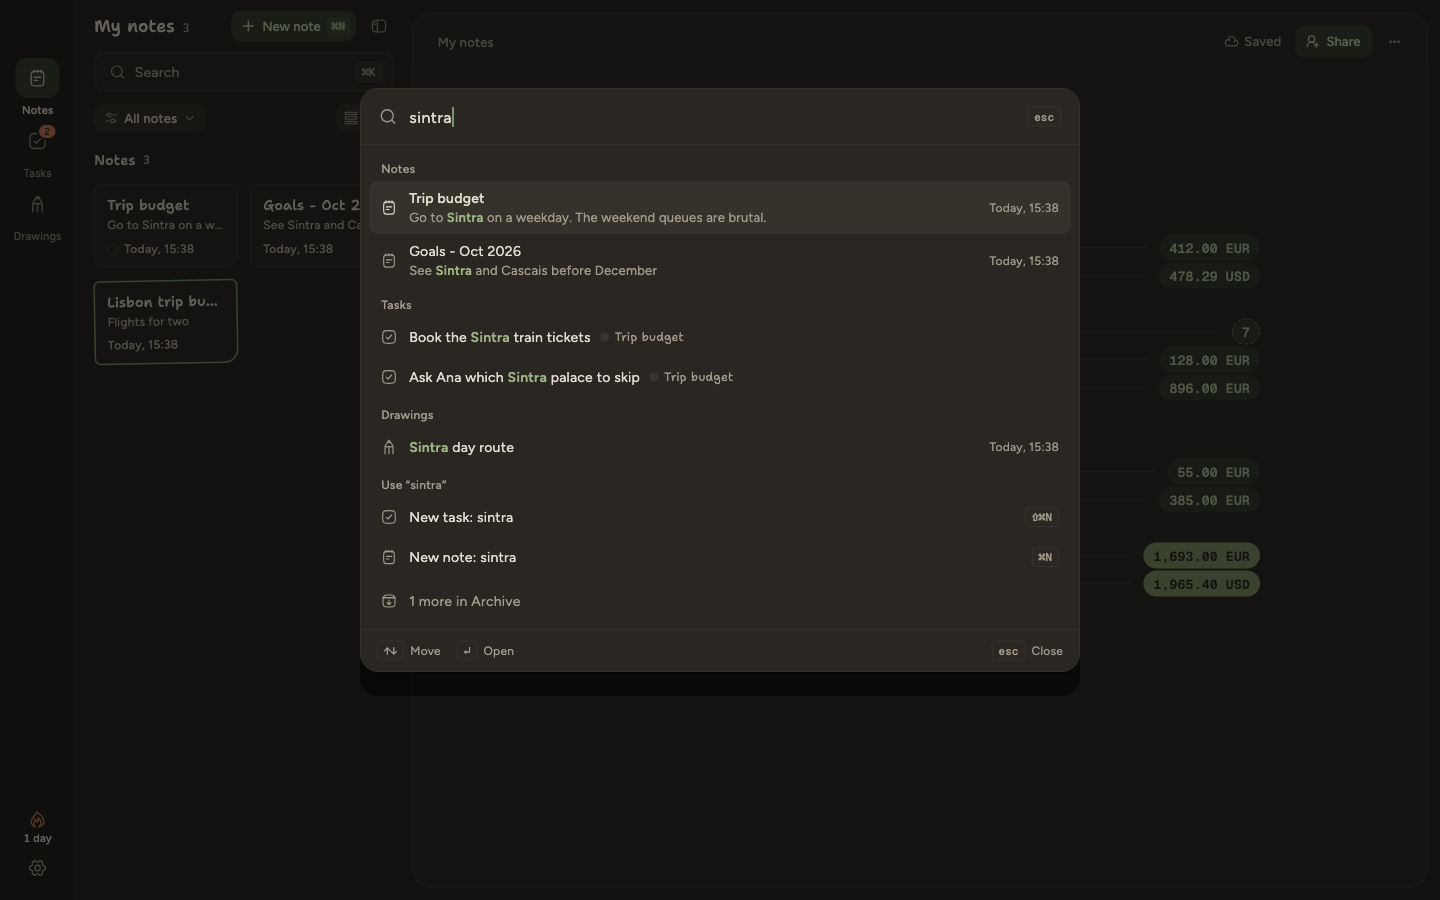 My notes 3
New note ⌘N
Search ⌘K
All notes
Notes 3
Trip budget
Go to Sintra on a w...
Today, 15:38
Goals - Oct 2
See Sintra and Ca
Today, 15:38
Lisbon trip bu...
Flights for two
Today, 15:38
Notes
2
Tasks
Drawings
1 day
My notes
Saved
Share
sintra
esc
Notes
Trip budget
Go to Sintra on a weekday. The weekend queues are brutal.
Today, 15:38
Goals - Oct 2026
See Sintra and Cascais before December
Today, 15:38
Tasks
Book the Sintra train tickets Trip budget
Ask Ana which Sintra palace to skip Trip budget
Drawings
Sintra day route
Today, 15:38
Use "sintra"
New task: sintra ⇧⌘N
New note: sintra ⌘N
1 more in Archive
Move
Open
esc Close
412.00 EUR
478.29 USD
7
128.00 EUR
896.00 EUR
55.00 EUR
385.00 EUR
1,693.00 EUR
1,965.40 USD